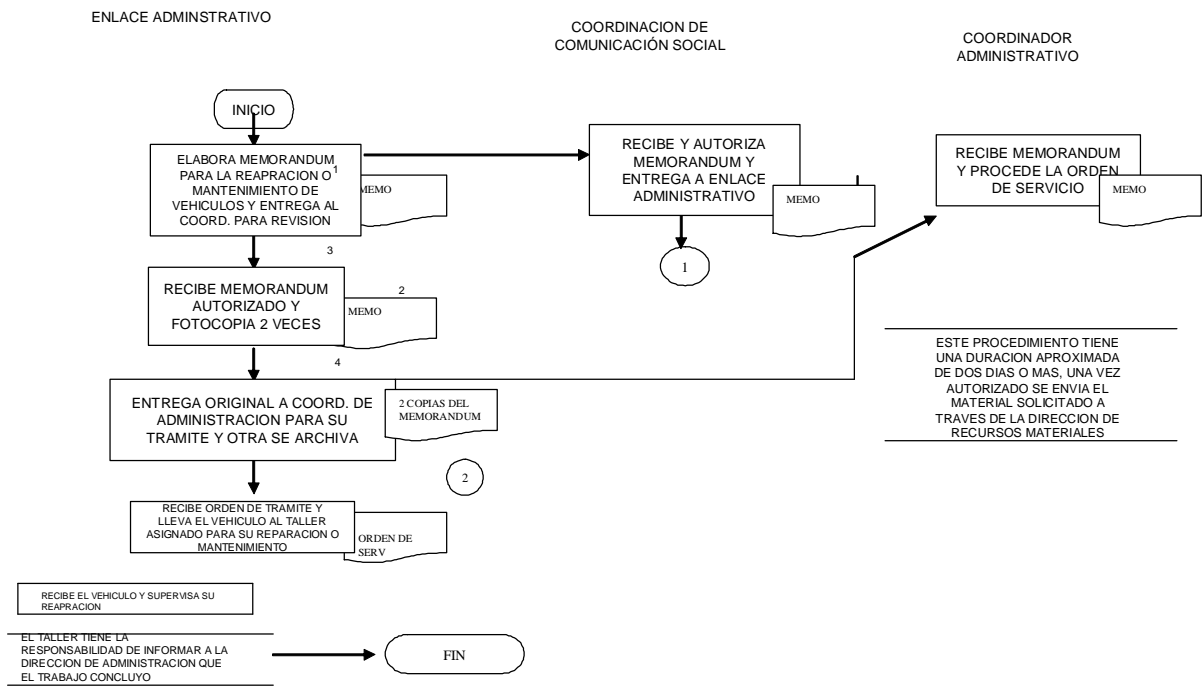 ENLACE ADMINSTRATIVO
COORDINACION DE
COMUNICACIÓN SOCIAL
COORDINADOR
ADMINISTRATIVO
INICIO
ELABORA MEMORANDUM
PARA LA REAPRACION O
MANTENIMIENTO DE
VEHICULOS Y ENTREGA AL
COORD. PARA REVISION
1
MEMO
RECIBE Y AUTORIZA
MEMORANDUM Y
ENTREGA A ENLACE
ADMINISTRATIVO
MEMO
RECIBE MEMORANDUM
Y PROCEDE LA ORDEN
DE SERVICIO
MEMO
1
3
RECIBE MEMORANDUM
AUTORIZADO Y
FOTOCOPIA 2 VECES
2
MEMO
4
ENTREGA ORIGINAL A COORD. DE
ADMINISTRACION PARA SU
TRAMITE Y OTRA SE ARCHIVA
2 COPIAS DEL
MEMORANDUM
ESTE PROCEDIMIENTO TIENE
UNA DURACION APROXIMADA
DE DOS DIAS O MAS, UNA VEZ
AUTORIZADO SE ENVIA EL
MATERIAL SOLICITADO A
TRAVES DE LA DIRECCION DE
RECURSOS MATERIALES
2
RECIBE ORDEN DE TRAMITE Y
LLEVA EL VEHICULO AL TALLER
ASIGNADO PARA SU REPARACION O
MANTENIMIENTO
ORDEN DE
SERV
RECIBE EL VEHICULO Y SUPERVISA SU
REAPRACION
EL TALLER TIENE LA
RESPONSABILIDAD DE INFORMAR A LA
DIRECCION DE ADMINISTRACION QUE
EL TRABAJO CONCLUYO
FIN